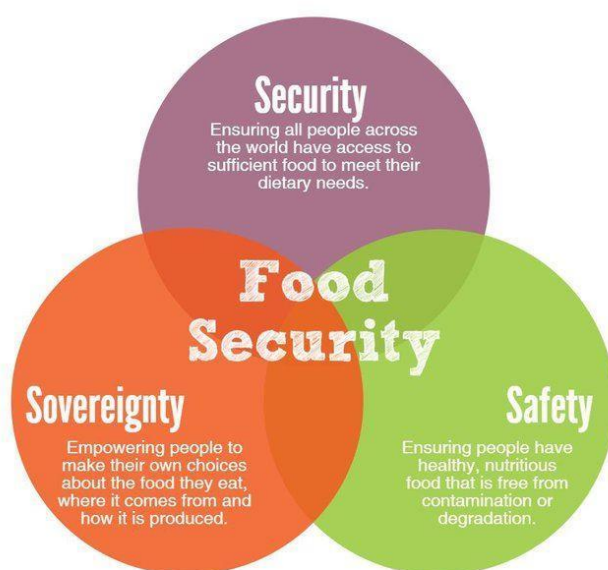 Security
Ensuring all people across
the world have access to
sufficient food to meet their
dietary needs.
Food
Security
Sovereignty
Empowering people to
make their own choices
about the food they eat,
where it comes from and
how it is produced.
Safety
Ensuring people have
healthy, nutritious
food that is free from
contamination or
degradation.